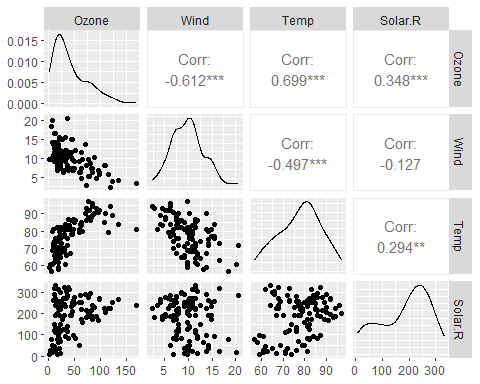 Ozone Wind Temp Solar.R
0.015
0.010
0.005
0.000
Corr:
-0.612***
Corr:
0.699***
Corr:
0.348***
Ozone
20
15
10
5
Corr:
-0.497***
Corr:
-0.127
Wind
90
80
70
60
Corr:
0.294**
Temp
300
200
100
0
Solar.R
0 50 100 150 5 10 15 20 60 70 80 90 0 100 200 300